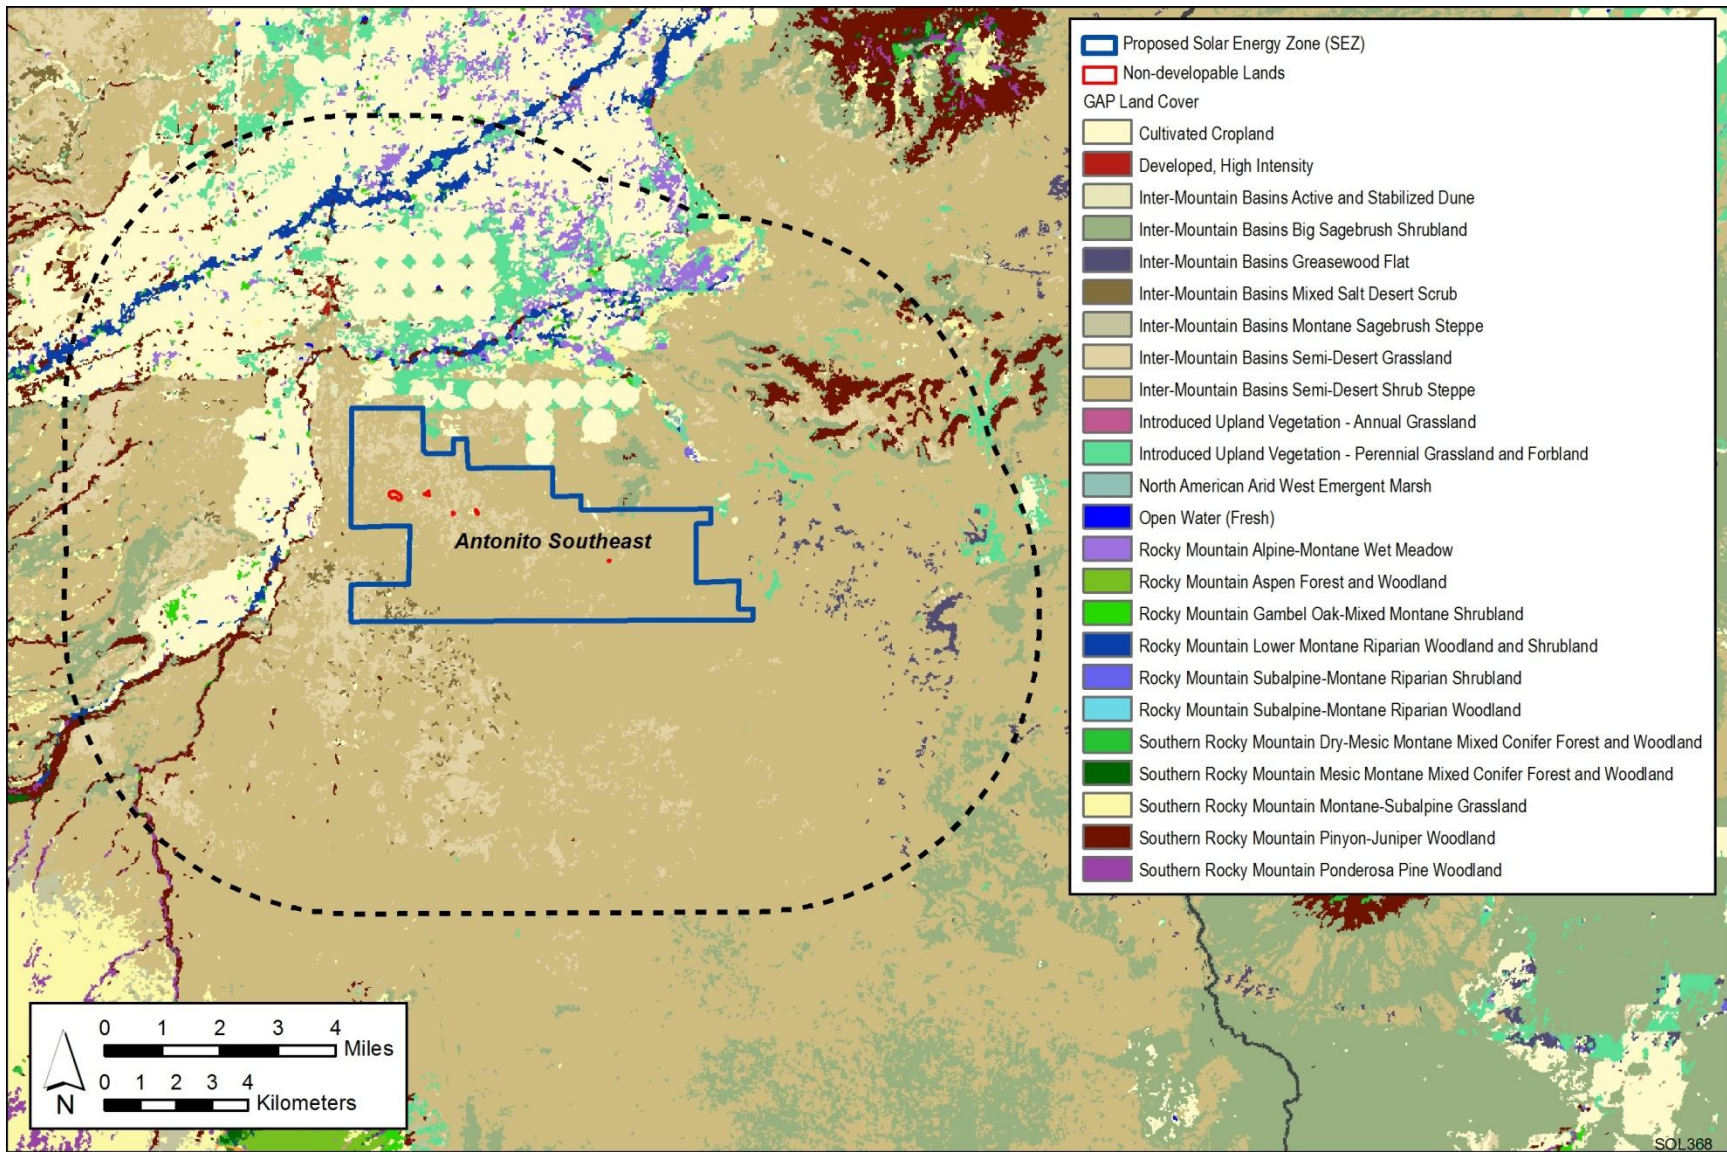 Proposed Solar Energy Zone (SEZ)
Non-developable Lands
GAP Land Cover
Cultivated Cropland
Developed, High Intensity
Inter-Mountain Basins Active and Stabilized Dune
Inter-Mountain Basins Big Sagebrush Shrubland
Inter-Mountain Basins Greasewood Flat
Inter-Mountain Basins Mixed Salt Desert Scrub
Inter-Mountain Basins Montane Sagebrush Steppe
Inter-Mountain Basins Semi-Desert Grassland
Inter-Mountain Basins Semi-Desert Shrub Steppe
Introduced Upland Vegetation - Annual Grassland
Introduced Upland Vegetation - Perennial Grassland and Forbland
North American Arid West Emergent Marsh
Open Water (Fresh)
Rocky Mountain Alpine-Montane Wet Meadow
Rocky Mountain Aspen Forest and Woodland
Rocky Mountain Gambel Oak-Mixed Montane Shrubland
Rocky Mountain Lower Montane Riparian Woodland and Shrubland
Rocky Mountain Subalpine-Montane Riparian Shrubland
Rocky Mountain Subalpine-Montane Riparian Woodland
Southern Rocky Mountain Dry-Mesic Montane Mixed Conifer Forest and Woodland
Southern Rocky Mountain Mesic Montane Mixed Conifer Forest and Woodland
Southern Rocky Mountain Montane-Subalpine Grassland
Southern Rocky Mountain Pinyon-Juniper Woodland
Southern Rocky Mountain Ponderosa Pine Woodland
Antonito Southeast
0 1 2 3 4
Miles
0 1 2 3 4
Kilometers
N
SOL368